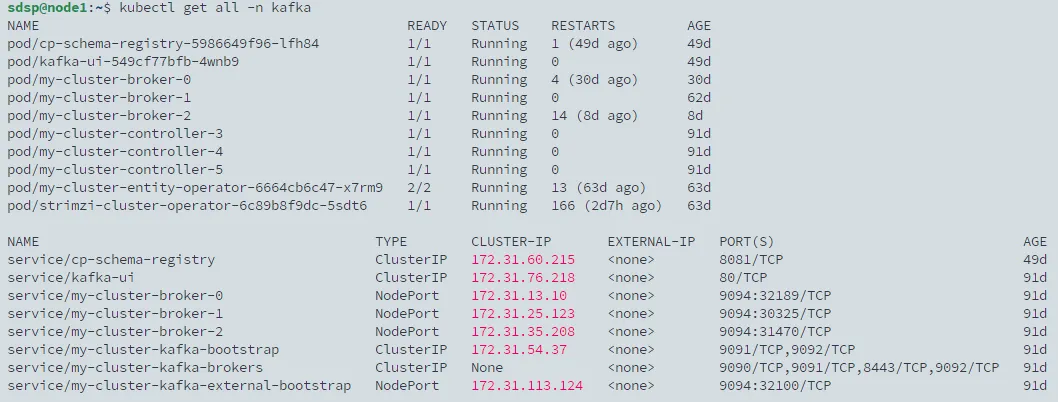 sdsp@node1:~$ kubectl get all -n kafka
NAME READY STATUS RESTARTS AGE
pod/cp-schema-registry-5986649f96-lfh84 1/1 Running 1 (49d ago) 49d
pod/kafka-ui-549cf77bfb-4wnb9 1/1 Running 0 49d
pod/my-cluster-broker-0 1/1 Running 4 (30d ago) 30d
pod/my-cluster-broker-1 1/1 Running 0 62d
pod/my-cluster-broker-2 1/1 Running 14 (8d ago) 8d
pod/my-cluster-controller-3 1/1 Running 0 91d
pod/my-cluster-controller-4 1/1 Running 0 91d
pod/my-cluster-controller-5 1/1 Running 0 91d
pod/my-cluster-entity-operator-6664cb6c47-x7rm9 2/2 Running 13 (63d ago) 63d
pod/strimzi-cluster-operator-6c89b8f9dc-5sdt6 1/1 Running 166 (2d7h ago) 63d
NAME TYPE CLUSTER-IP EXTERNAL-IP PORT(S) AGE
service/cp-schema-registry ClusterIP 172.31.60.215 <none> 8081/TCP 49d
service/kafka-ui ClusterIP 172.31.76.218 <none> 80/TCP 91d
service/my-cluster-broker-0 NodePort 172.31.13.10 <none> 9094:32189/TCP 91d
service/my-cluster-broker-1 NodePort 172.31.25.123 <none> 9094:30325/TCP 91d
service/my-cluster-broker-2 NodePort 172.31.35.208 <none> 9094:31470/TCP 91d
service/my-cluster-kafka-bootstrap ClusterIP 172.31.54.37 <none> 9091/TCP,9092/TCP 91d
service/my-cluster-kafka-brokers ClusterIP None <none> 9090/TCP,9091/TCP,8443/TCP,9092/TCP 91d
service/my-cluster-kafka-external-bootstrap NodePort 172.31.113.124 <none> 9094:32100/TCP 91d